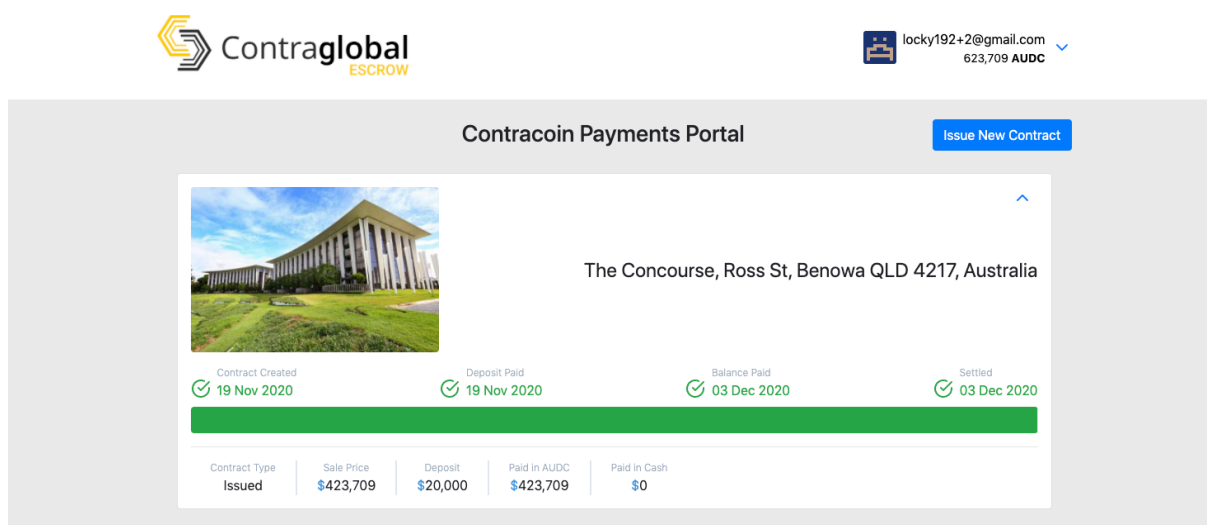 Contraglobal
ESCROW
locky192+2@gmail.com
623,709 AUDC
Contracoin Payments Portal
Issue New Contract
The Concourse, Ross St, Benowa QLD 4217, Australia
Contract Created
19 Nov 2020
Deposit Paid
19 Nov 2020
Balance Paid
03 Dec 2020
Settled
03 Dec 2020
Contract Type
Issued
Sale Price
$423,709
Deposit
$20,000
Paid in AUDC
$423,709
Paid in Cash
$0